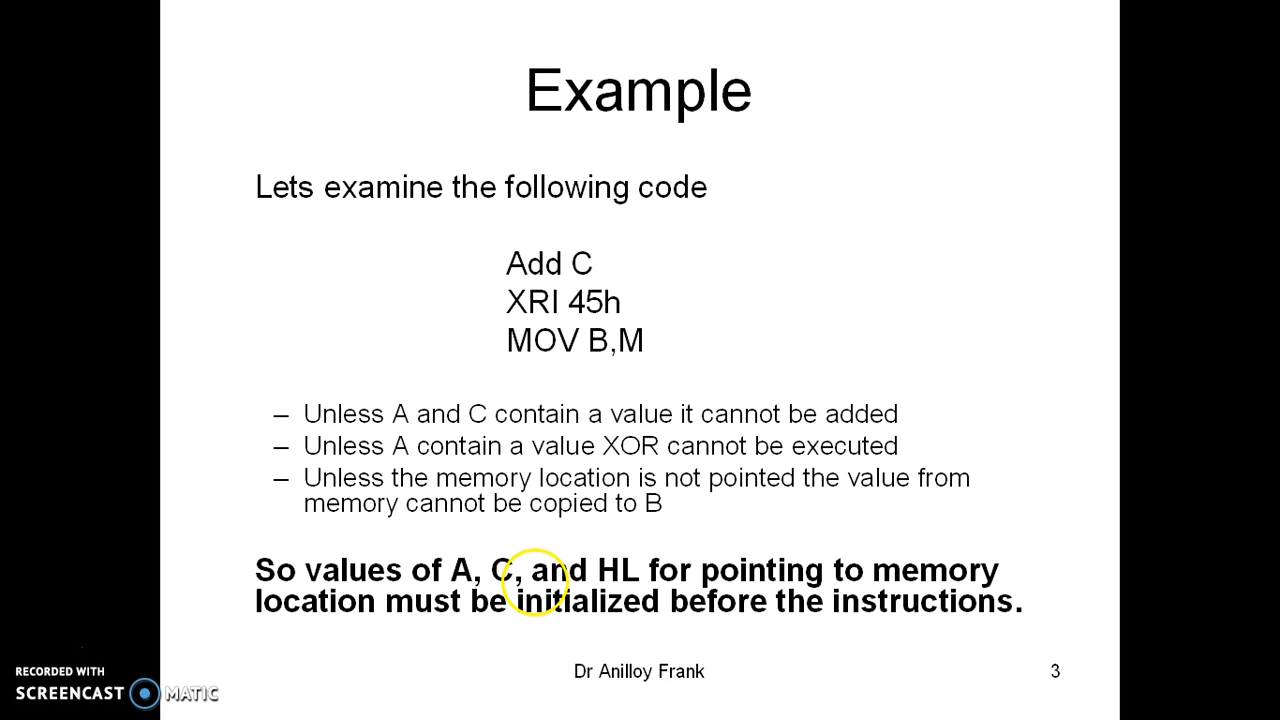 Example
Lets examine the following code
Add C
XRI 45h
MOV B,M
– Unless A and C contain a value it cannot be added
– Unless A contain a value XOR cannot be executed
– Unless the memory location is not pointed the value from
memory cannot be copied to B
So values of A, C, and HL for pointing to memory
location must be initialized before the instructions.
Dr Anilloy Frank
3
RECORDED WITH
SCREENCAST MATIC